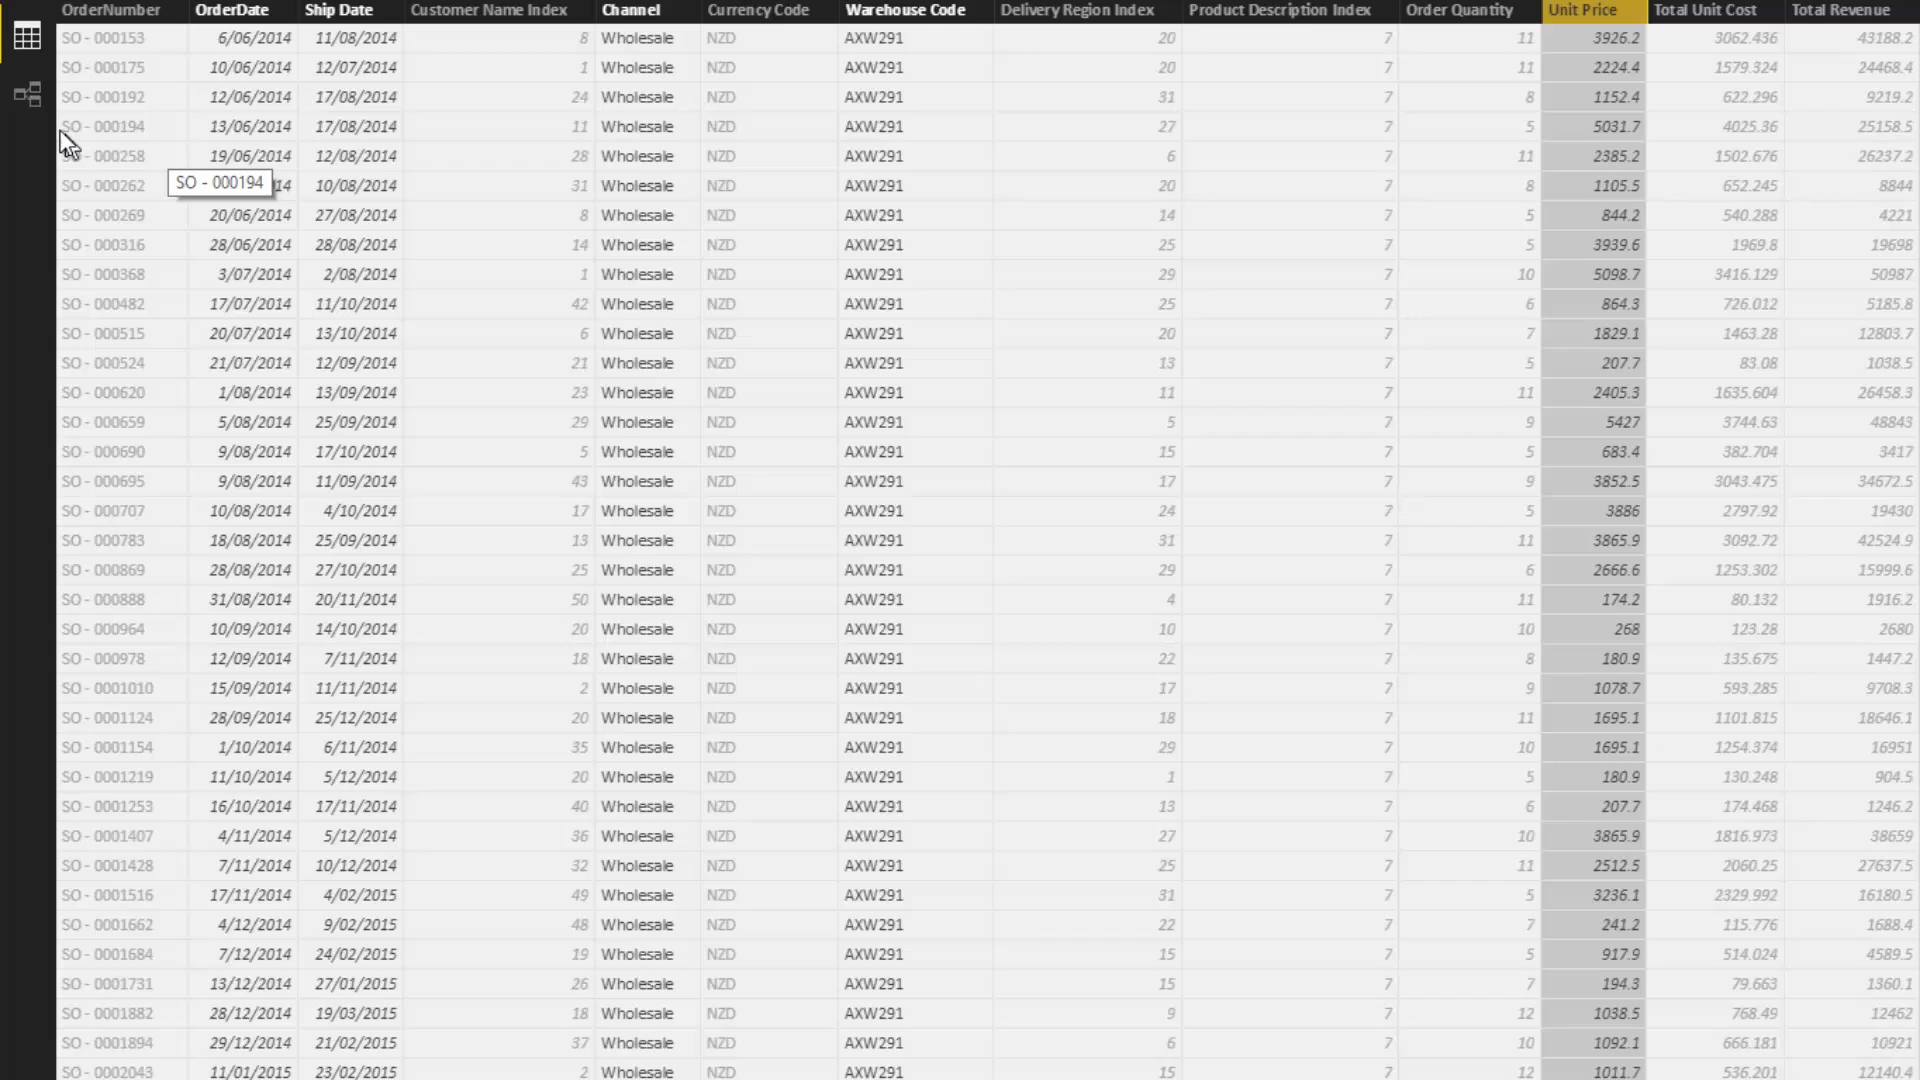 OrderNumber OrderDate Ship Date Customer Name Index Channel Currency Code Warehouse Code Delivery Region Index Product Description Index Order Quantity Unit Price Total Unit Cost Total Revenue
SO - 000153 6/06/2014 11/08/2014 8 Wholesale NZD AXW291 20 7 11 3926.2 3062.436 43188.2
SO - 000175 10/06/2014 12/07/2014 1 Wholesale NZD AXW291 20 7 11 2224.4 1579.324 24468.4
SO - 000192 12/06/2014 17/08/2014 24 Wholesale NZD AXW291 31 7 8 1152.4 622.296 9219.2
SO - 000194 13/06/2014 17/08/2014 11 Wholesale NZD AXW291 27 7 5 5031.7 4025.36 25158.5
SO - 000258 19/06/2014 12/08/2014 28 Wholesale NZD AXW291 6 7 11 2385.2 1502.676 26237.2
SO - 000262 14 10/08/2014 31 Wholesale NZD AXW291 20 7 8 1105.5 652.245 8844
SO - 000194
SO - 000269 20/06/2014 27/08/2014 8 Wholesale NZD AXW291 14 7 5 844.2 540.288 4221
SO - 000316 28/06/2014 28/08/2014 14 Wholesale NZD AXW291 25 7 5 3939.6 1969.8 19698
SO - 000368 3/07/2014 2/08/2014 1 Wholesale NZD AXW291 29 7 10 5098.7 3416.129 50987
SO - 000482 17/07/2014 11/10/2014 42 Wholesale NZD AXW291 25 7 6 864.3 726.012 5185.8
SO - 000515 20/07/2014 13/10/2014 6 Wholesale NZD AXW291 20 7 7 1829.1 1463.28 12803.7
SO - 000524 21/07/2014 12/09/2014 21 Wholesale NZD AXW291 13 7 5 207.7 83.08 1038.5
SO - 000620 1/08/2014 13/09/2014 23 Wholesale NZD AXW291 11 7 11 2405.3 1635.604 26458.3
SO - 000659 5/08/2014 25/09/2014 29 Wholesale NZD AXW291 5 7 9 5427 3744.63 48843
SO - 000690 9/08/2014 17/10/2014 5 Wholesale NZD AXW291 15 7 5 683.4 382.704 3417
SO - 000695 9/08/2014 11/09/2014 43 Wholesale NZD AXW291 17 7 9 3852.5 3043.475 34672.5
SO - 000707 10/08/2014 4/10/2014 17 Wholesale NZD AXW291 24 7 5 3886 2797.92 19430
SO - 000783 18/08/2014 25/09/2014 13 Wholesale NZD AXW291 31 7 11 3865.9 3092.72 42524.9
SO - 000869 28/08/2014 27/10/2014 25 Wholesale NZD AXW291 29 7 6 2666.6 1253.302 15999.6
SO - 000888 31/08/2014 20/11/2014 50 Wholesale NZD AXW291 4 7 11 174.2 80.132 1916.2
SO - 000964 10/09/2014 14/10/2014 20 Wholesale NZD AXW291 10 7 10 268 123.28 2680
SO - 000978 12/09/2014 7/11/2014 18 Wholesale NZD AXW291 22 7 8 180.9 135.675 1447.2
SO - 0001010 15/09/2014 11/11/2014 2 Wholesale NZD AXW291 17 7 9 1078.7 593.285 9708.3
SO - 0001124 28/09/2014 25/12/2014 20 Wholesale NZD AXW291 18 7 11 1695.1 1101.815 18646.1
SO - 0001154 1/10/2014 6/11/2014 35 Wholesale NZD AXW291 29 7 10 1695.1 1254.374 16951
SO - 0001219 11/10/2014 5/12/2014 20 Wholesale NZD AXW291 1 7 5 180.9 130.248 904.5
SO - 0001253 16/10/2014 17/11/2014 40 Wholesale NZD AXW291 13 7 6 207.7 174.468 1246.2
SO - 0001407 4/11/2014 5/12/2014 36 Wholesale NZD AXW291 27 7 10 3865.9 1816.973 38659
SO - 0001428 7/11/2014 10/12/2014 32 Wholesale NZD AXW291 25 7 11 2512.5 2060.25 27637.5
SO - 0001516 17/11/2014 4/02/2015 49 Wholesale NZD AXW291 31 7 5 3236.1 2329.992 16180.5
SO - 0001662 4/12/2014 9/02/2015 48 Wholesale NZD AXW291 22 7 7 241.2 115.776 1688.4
SO - 0001684 7/12/2014 24/02/2015 19 Wholesale NZD AXW291 15 7 5 917.9 514.024 4589.5
SO - 0001731 13/12/2014 27/01/2015 26 Wholesale NZD AXW291 15 7 7 194.3 79.663 1360.1
SO - 0001882 28/12/2014 19/03/2015 18 Wholesale NZD AXW291 9 7 12 1038.5 768.49 12462
SO - 0001894 29/12/2014 21/02/2015 37 Wholesale NZD AXW291 6 7 10 1092.1 666.181 10921
SO - 0002043 11/01/2015 23/02/2015 2 Wholesale NZD AXW291 15 7 12 1011.7 536.201 12140.4